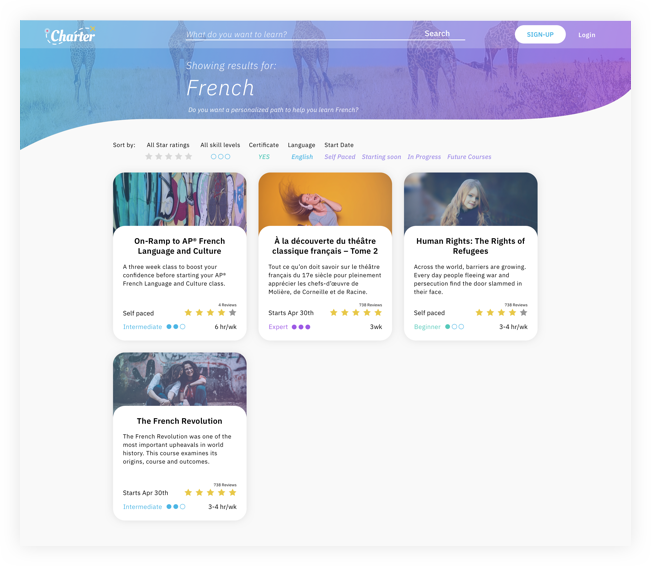 Charter
What do you want to learn?
Search
SIGN-UP
Login
Showing results for:
French
Do you want a personalized path to help you learn French?
Sort by: All Star ratings All skill levels Certificate Language Start Date
YES English Self Paced Starting soon In Progress Future Courses
On-Ramp to AP® French
Language and Culture
A three week class to boost your
confidence before starting your AP®
French Language and Culture class.
4 Reviews
Self paced
Intermediate 6 hr/wk
À la découverte du théâtre
classique français – Tome 2
Tout ce qu'on doit savoir sur le théâtre
français du 17e siècle pour pleinement
apprécier les chefs-d'œuvre de
Molière, de Corneille et de Racine.
738 Reviews
Starts Apr 30th
Expert 3wk
Human Rights: The Rights of
Refugees
Across the world, barriers are growing.
Every day people fleeing war and
persecution find the door slammed in
their face.
738 Reviews
Self paced
Beginner 3-4 hr/wk
The French Revolution
The French Revolution was one of the
most important upheavals in world
history. This course examines its
origins, course and outcomes.
738 Reviews
Starts Apr 30th
Intermediate 3-4 hr/wk